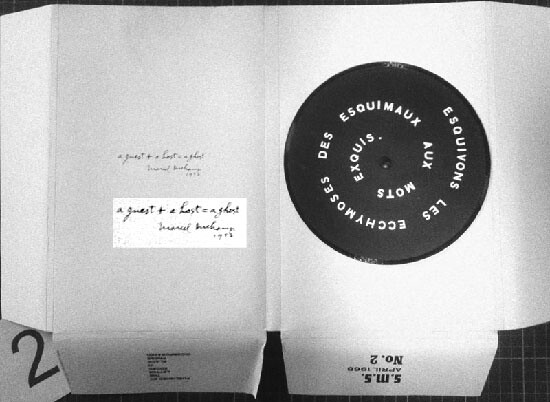 a guest + a host = a ghost
Marcel Duchamp
1953
a guest + a host = a ghost
Marcel Duchamp
1953
ESQUIVONS LES ECCHYMOSES DES ESQUIMAUX AUX MOTS EXQUIS.
2
S.M.S.
APRIL 1968
No. 2